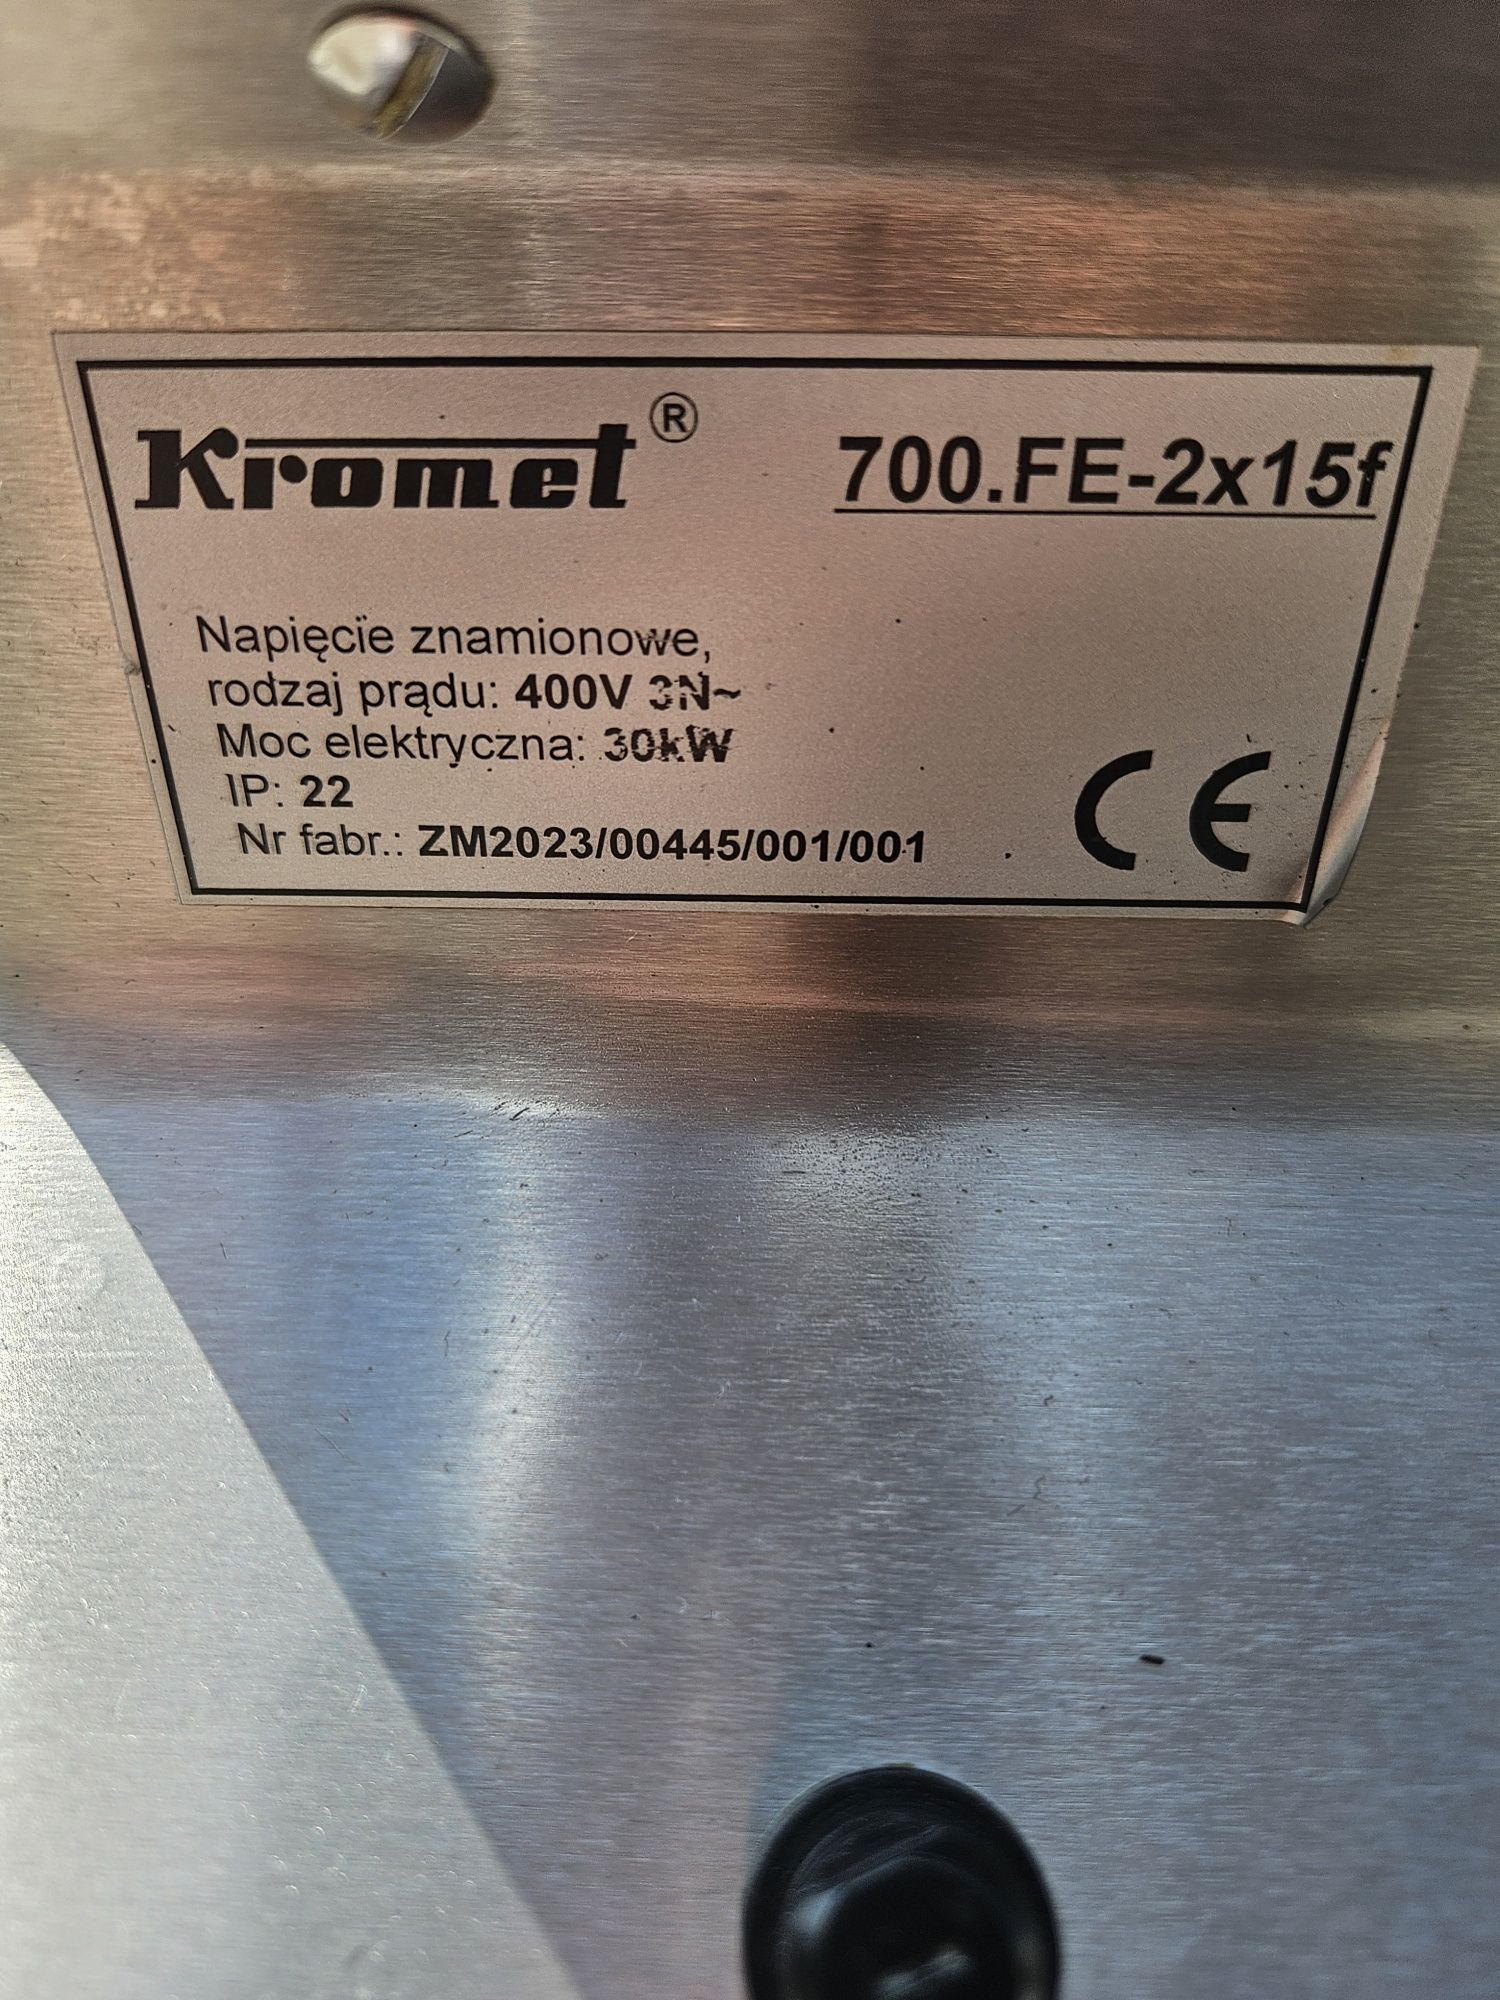 Kromet ® 700.FE-2x15f
Napięcie znamionowe,
rodzaj prądu: 400V 3N~
Moc elektryczna: 30kW
IP: 22
Nr fabr.: ZM2023/00445/001/001
CE